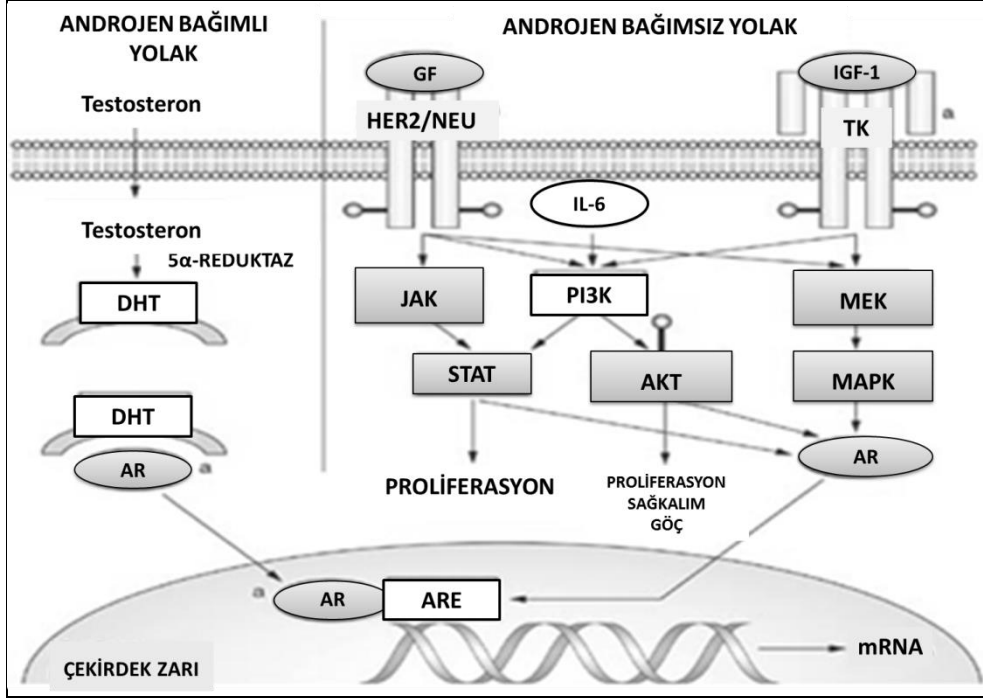 ANDROJEN BAĞIMLI
YOLAK
Testosteron
Testosteron
5α-REDUKTAZ
DHT
DHT
AR
a
ANDROJEN BAĞIMSIZ YOLAK
GF
HER2/NEU
IGF-1
TK
a
IL-6
JAK
PI3K
MEK
STAT
AKT
MAPK
AR
PROLİFERASYON
PROLİFERASYON
SAĞKALIM
GÖÇ
a
AR
ARE
mRNA
ÇEKİRDEK ZARI